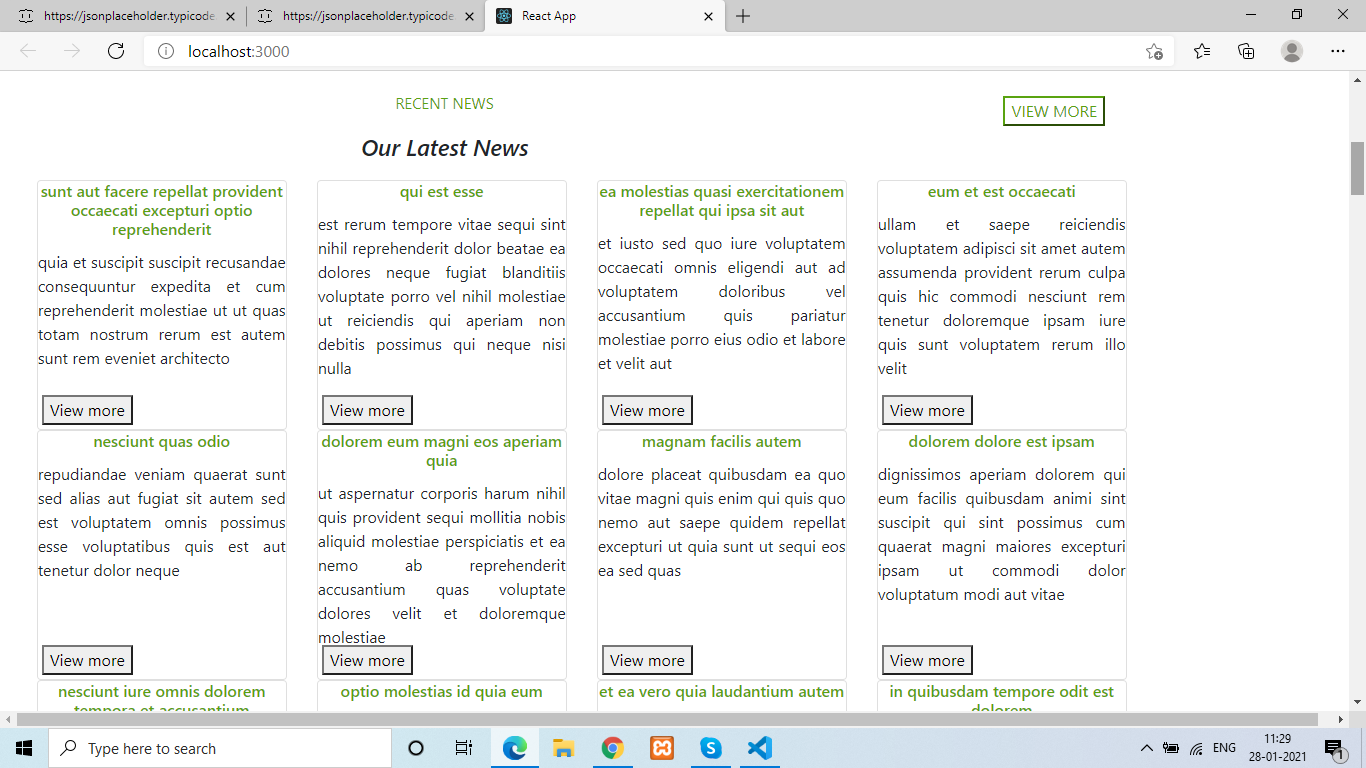 https://jsonplaceholder.typicode
https://jsonplaceholder.typicode
React App
localhost:3000
RECENT NEWS
VIEW MORE
Our Latest News
sunt aut facere repellat provident
occaecati excepturi optio
reprehenderit
quia et suscipit suscipit recusandae
consequuntur expedita et cum
reprehenderit molestiae ut ut quas
totam nostrum rerum est autem
sunt rem eveniet architecto
View more
qui est esse
est rerum tempore vitae sequi sint
nihil reprehenderit dolor beatae ea
dolores neque fugiat blanditiis
voluptate porro vel nihil molestiae
ut reiciendis qui aperiam non
debitis possimus qui neque nisi
nulla
View more
ea molestias quasi exercitationem
repellat qui ipsa sit aut
et iusto sed quo iure voluptatem
occaecati omnis eligendi aut ad
voluptatem doloribus vel
accusantium quis pariatur
molestiae porro eius odio et labore
et velit aut
View more
eum et est occaecati
ullam et saepe reiciendis
voluptatem adipisci sit amet autem
assumenda provident rerum culpa
quis hic commodi nesciunt rem
tenetur doloremque ipsam iure
quis sunt voluptatem rerum illo
velit
View more
nesciunt quas odio
repudiandae veniam quaerat sunt
sed alias aut fugiat sit autem sed
est voluptatem omnis possimus
esse voluptatibus quis est aut
tenetur dolor neque
View more
dolorem eum magni eos aperiam
quia
ut aspernatur corporis harum nihil
quis provident sequi mollitia nobis
aliquid molestiae perspiciatis et ea
nemo ab reprehenderit
accusantium quas voluptate
dolores velit et doloremque
molestiae
View more
magnam facilis autem
dolore placeat quibusdam ea quo
vitae magni quis enim qui quis quo
nemo aut saepe quidem repellat
excepturi ut quia sunt ut sequi eos
ea sed quas
View more
dolorem dolore est ipsam
dignissimos aperiam dolorem qui
eum facilis quibusdam animi sint
suscipit qui sint possimus cum
quaerat magni maiores excepturi
ipsam ut commodi dolor
voluptatum modi aut vitae
View more
nesciunt iure omnis dolorem
tempora et accusantium
optio molestias id quia eum
et ea vero quia laudantium autem
in quibusdam tempore odit est
dolorem
Type here to search
ENG
11:29
28-01-2021
1